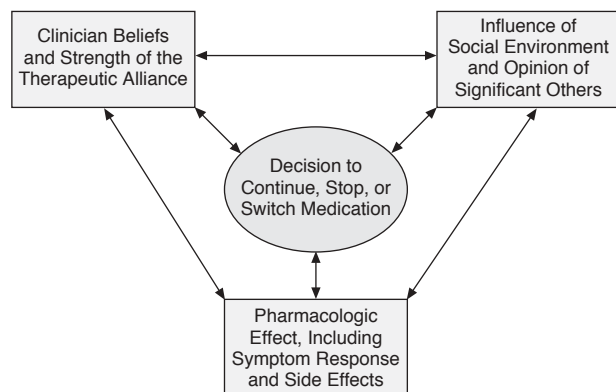 Clinician Beliefs
and Strength of the
Therapeutic Alliance
Influence of
Social Environment
and Opinion of
Significant Others
Decision to
Continue, Stop, or
Switch Medication
Pharmacologic
Effect, Including
Symptom Response
and Side Effects